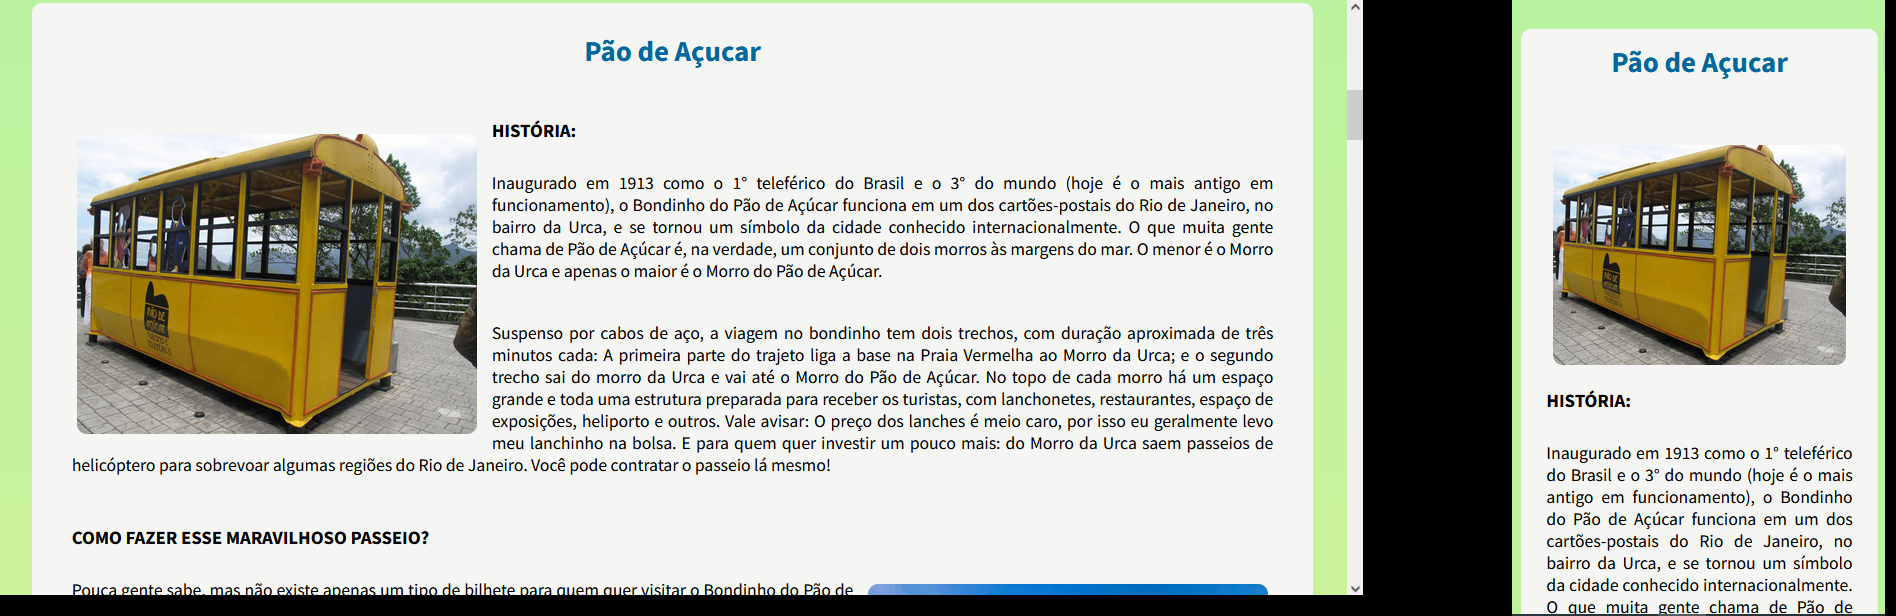 Pão de Açucar
PÃO DE
AÇÚCAR
HISTÓRIA:
Inaugurado em 1913 como o 1° teleférico do Brasil e o 3° do mundo (hoje é o mais antigo em
funcionamento), o Bondinho do Pão de Açúcar funciona em um dos cartões-postais do Rio de Janeiro, no
bairro da Urca, e se tornou um símbolo da cidade conhecido internacionalmente. O que muita gente
chama de Pão de Açúcar é, na verdade, um conjunto de dois morros às margens do mar. O menor é o Morro
da Urca e apenas o maior é o Morro do Pão de Açúcar.
Suspenso por cabos de aço, a viagem no bondinho tem dois trechos, com duração aproximada de três
minutos cada: A primeira parte do trajeto liga a base na Praia Vermelha ao Morro da Urca; e o segundo
trecho sai do morro da Urca e vai até o Morro do Pão de Açúcar. No topo de cada morro há um espaço
grande e toda uma estrutura preparada para receber os turistas, com lanchonetes, restaurantes, espaço de
exposições, heliporto e outros. Vale avisar: O preço dos lanches é meio caro, por isso eu geralmente levo
meu lanchinho na bolsa. E para quem quer investir um pouco mais: do Morro da Urca saem passeios de
helicóptero para sobrevoar algumas regiões do Rio de Janeiro. Você pode contratar o passeio lá mesmo!
COMO FAZER ESSE MARAVILHOSO PASSEIO?
Pouca gente sabe, mas não existe apenas um tipo de bilhete para quem quer visitar o Bondinho do Pão de
Pão de Açucar
PÃO DE
AÇÚCAR
HISTÓRIA:
Inaugurado em 1913 como o 1° teleférico
do Brasil e o 3° do mundo (hoje é o mais
antigo em funcionamento), o Bondinho
do Pão de Açúcar funciona em um dos
cartões-postais do Rio de Janeiro, no
bairro da Urca, e se tornou um símbolo
da cidade conhecido internacionalmente.
O que muita gente chama de Pão de